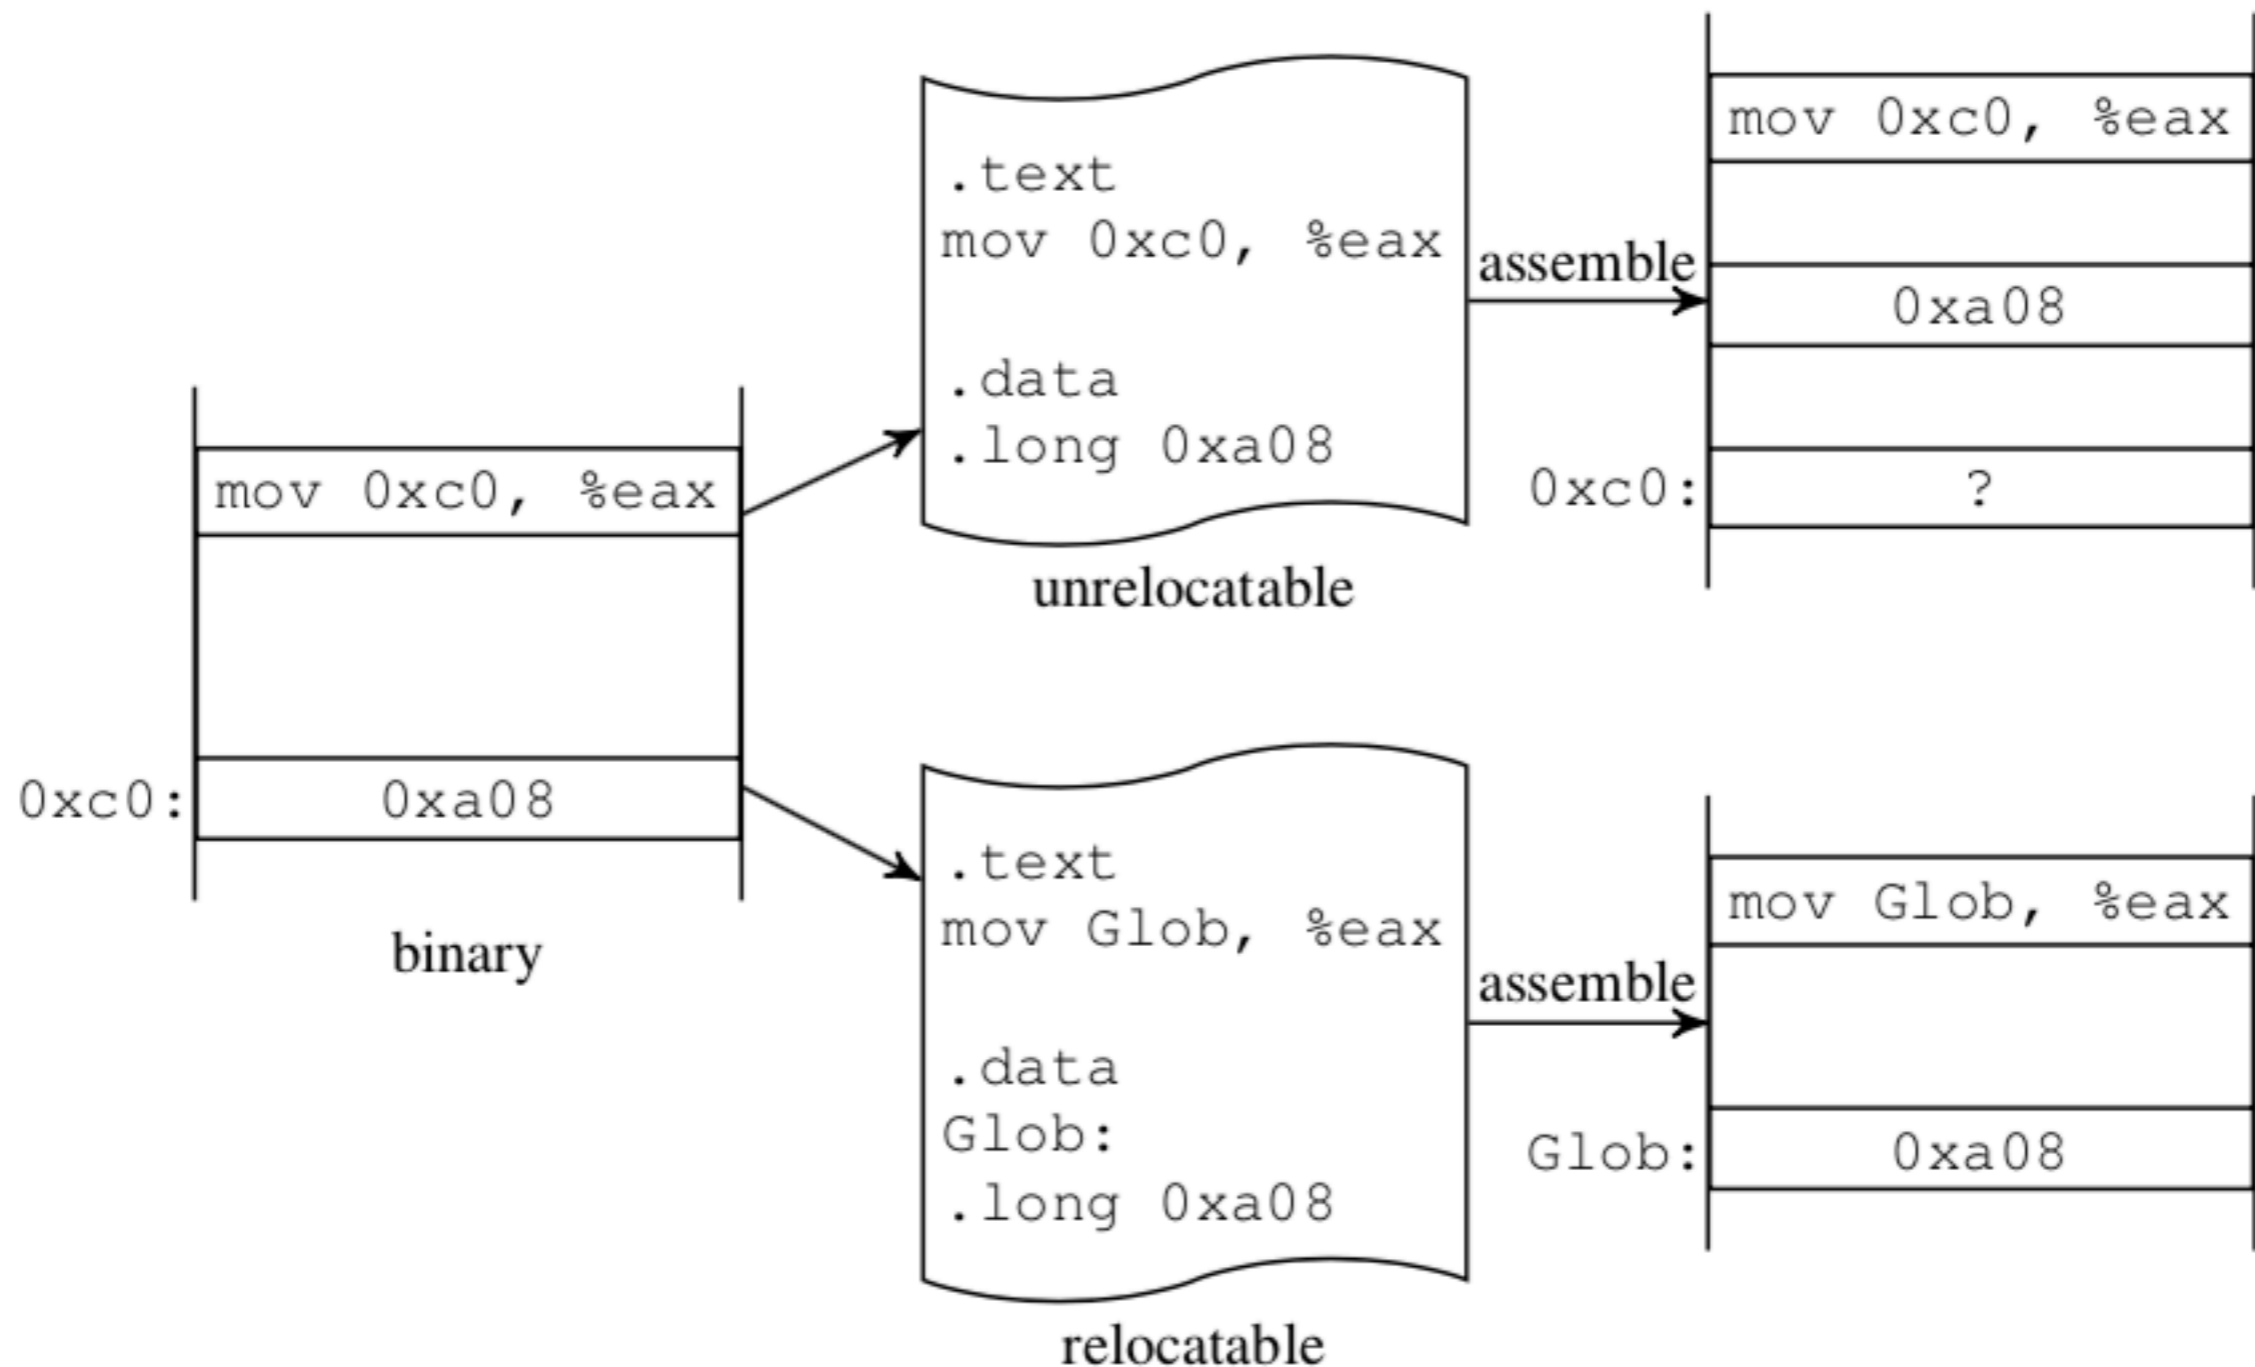 mov 0xc0, %eax
0xc0: 0xa08
binary
.text
mov 0xc0, %eax
.data
.long 0xa08
unrelocatable
assemble
mov 0xc0, %eax
0xa08
0xc0: ?
.text
mov Glob, %eax
.data
Glob:
.long 0xa08
relocatable
assemble
mov Glob, %eax
Glob: 0xa08